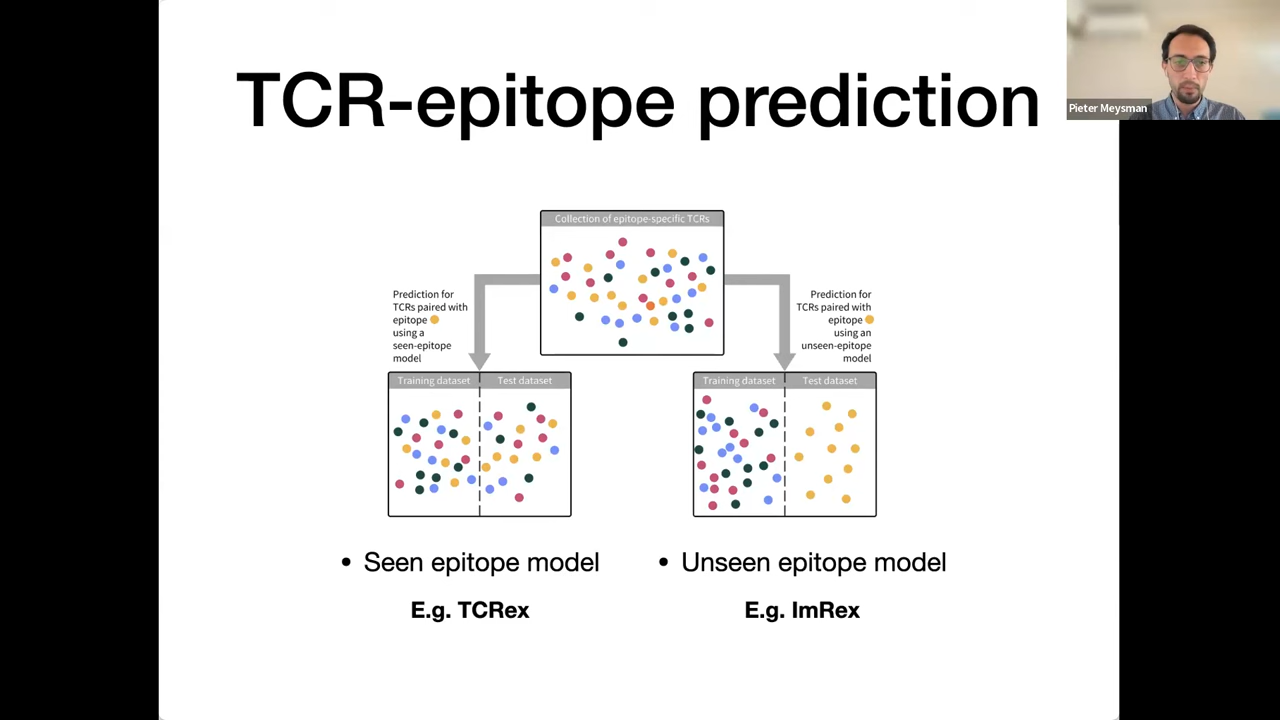 TCR-epitope prediction
Pieter Meysman
Collection of epitope-specific TCRs
Prediction for
TCRs paired with
epitope
using a
seen-epitope
model
Prediction for
TCRs paired with
epitope
using an
unseen-epitope
model
Training dataset
Test dataset
Training dataset
Test dataset
• Seen epitope model
E.g. TCRex
• Unseen epitope model
E.g. ImRex